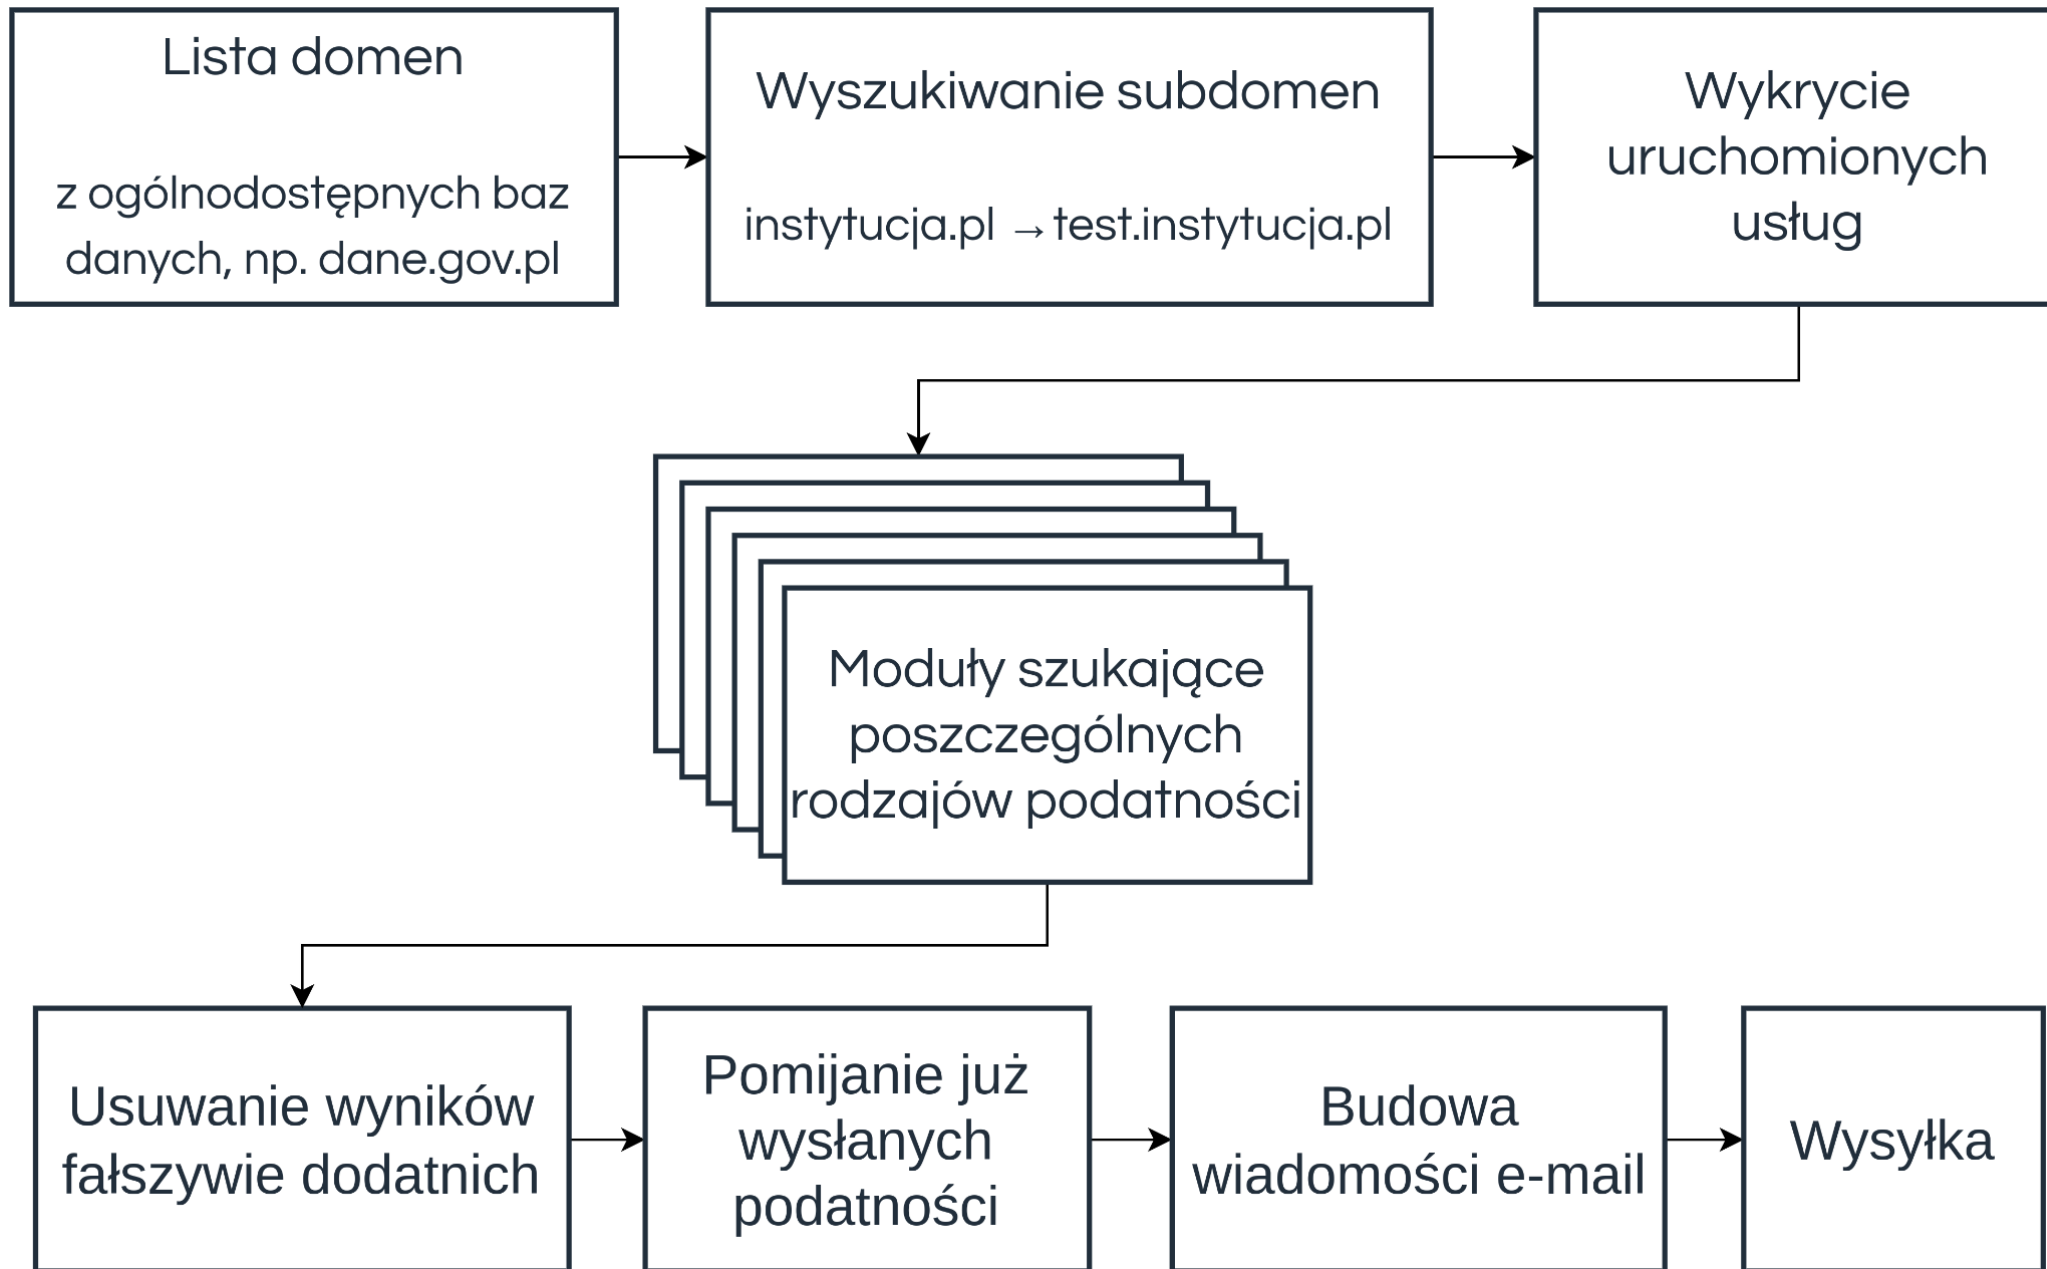 Lista domen
z ogólnodostępnych baz
danych, np. dane.gov.pl
Wyszukiwanie subdomen
instytucja.pl →test.instytucja.pl
Wykrycie
uruchomionych
usług
Moduły szukające
poszczególnych
rodzajów podatności
Usuwanie wyników
fałszywie dodatnich
Pomijanie już
wysłanych
podatności
Budowa
wiadomości e-mail
Wysyłka